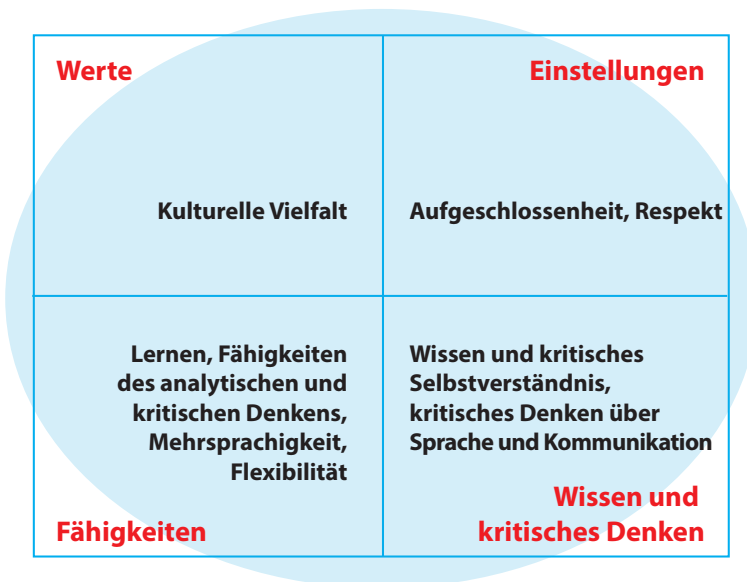 Werte
Einstellungen
Kulturelle Vielfalt
Aufgeschlossenheit, Respekt
Lernen, Fähigkeiten
des analytischen und
kritischen Denkens,
Mehrsprachigkeit,
Flexibilität
Fähigkeiten
Wissen und kritisches
Selbstverständnis,
kritisches Denken über
Sprache und Kommunikation
Wissen und
kritisches Denken